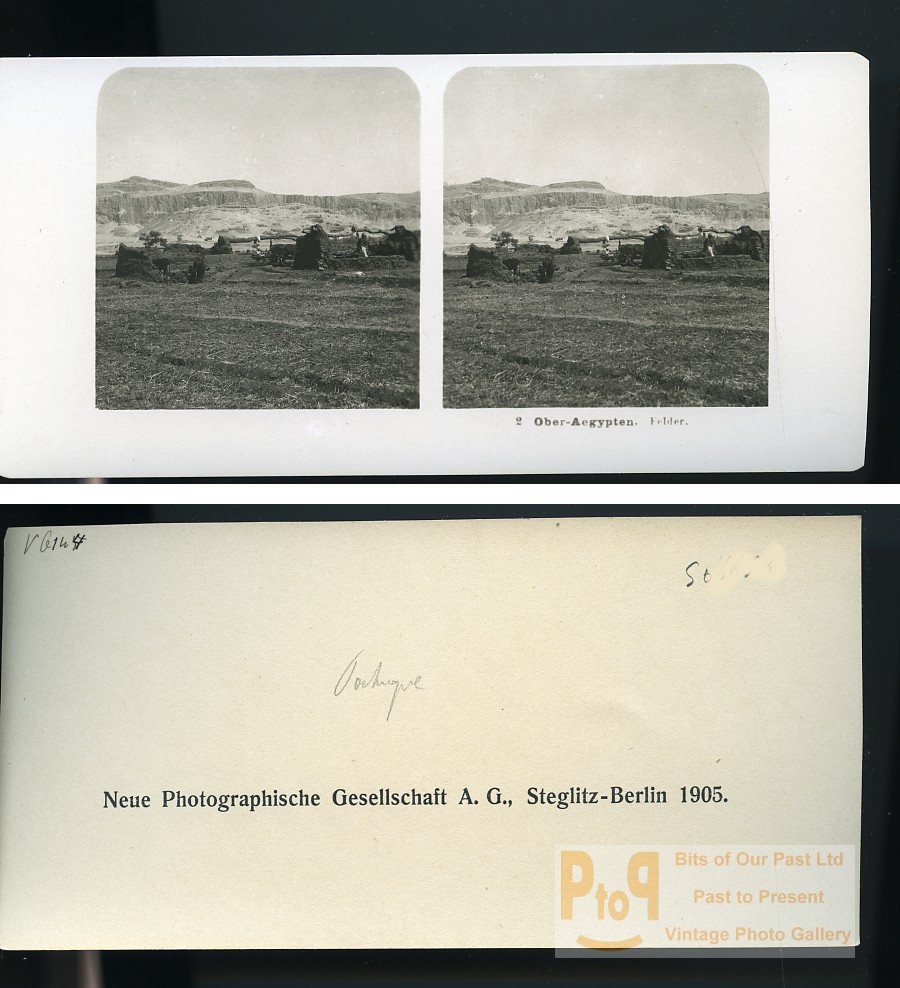 2 Ober-Aegypten. Felder.
Neue Photographische Gesellschaft A. G., Steglitz-Berlin 1905.
PtoP
Bits of Our Past Ltd
Past to Present
Vintage Photo Gallery